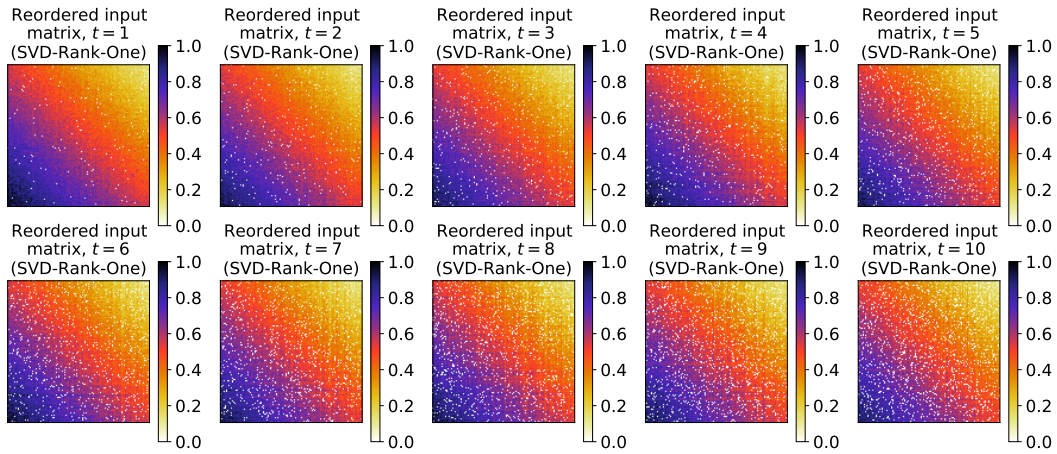 Reordered input
matrix, t = 1
(SVD-Rank-One)
1.0
0.8
0.6
0.4
0.2
0.0
Reordered input
matrix, t = 2
(SVD-Rank-One)
1.0
0.8
0.6
0.4
0.2
0.0
Reordered input
matrix, t = 3
(SVD-Rank-One)
1.0
0.8
0.6
0.4
0.2
0.0
Reordered input
matrix, t = 4
(SVD-Rank-One)
1.0
0.8
0.6
0.4
0.2
0.0
Reordered input
matrix, t = 5
(SVD-Rank-One)
1.0
0.8
0.6
0.4
0.2
0.0
Reordered input
matrix, t = 6
(SVD-Rank-One)
1.0
0.8
0.6
0.4
0.2
0.0
Reordered input
matrix, t = 7
(SVD-Rank-One)
1.0
0.8
0.6
0.4
0.2
0.0
Reordered input
matrix, t = 8
(SVD-Rank-One)
1.0
0.8
0.6
0.4
0.2
0.0
Reordered input
matrix, t = 9
(SVD-Rank-One)
1.0
0.8
0.6
0.4
0.2
0.0
Reordered input
matrix, t = 10
(SVD-Rank-One)
1.0
0.8
0.6
0.4
0.2
0.0